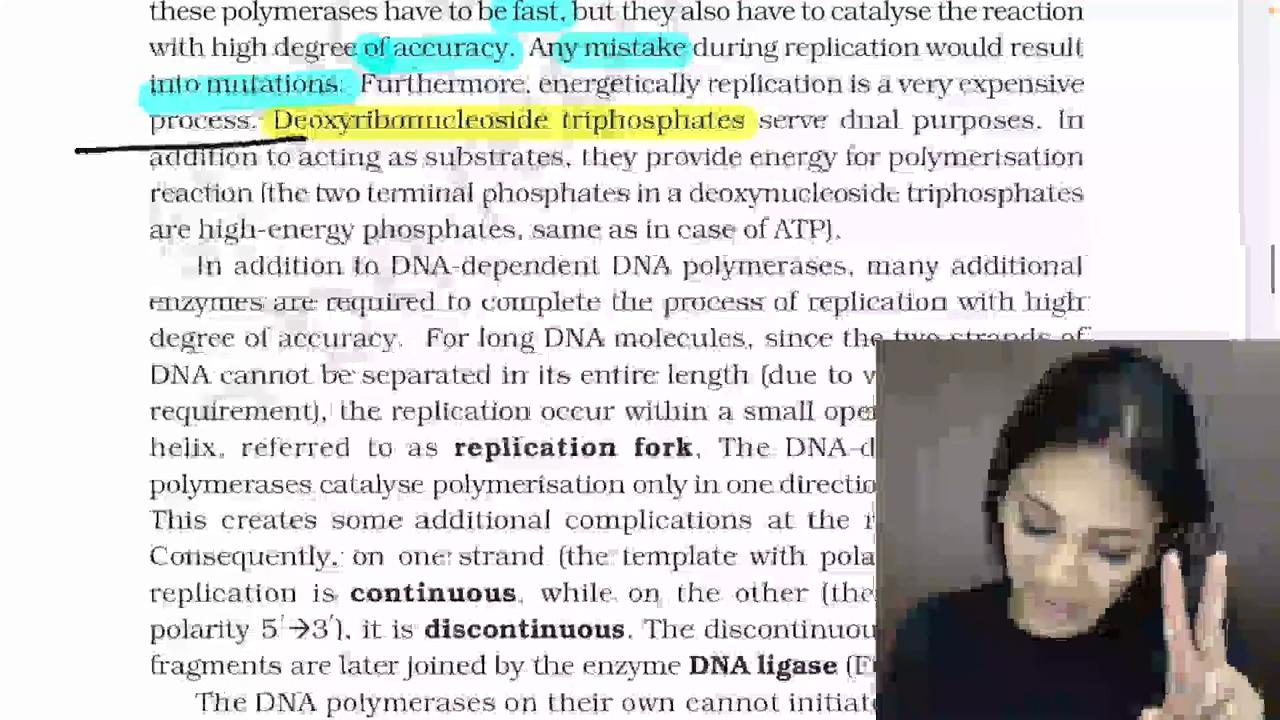 these polymerases have to be fast, but they also have to catalyse the reaction
with high degree of accuracy. Any mistake during replication would result
into mutations. Furthermore, energetically replication is a very expensive
process. Deoxyribonucleoside triphosphates serve dual purposes. In
addition to acting as substrates, they provide energy for polymerisation
reaction (the two terminal phosphates in a deoxynucleoside triphosphates
are high-energy phosphates, same as in case of ATP).
In addition to DNA-dependent DNA polymerases, many additional
enzymes are required to complete the process of replication with high
degree of accuracy. For long DNA molecules, since the two strands of
DNA cannot be separated in its entire length (due to
requirement), the replication occur within a small
helix, referred to as replication fork. The
polymerases catalyse polymerisation only in one
This creates some additional complications at the
Consequently, on one strand (the template with
replication is continuous, while on the other (the
polarity 5'→3'), it is discontinuous. The
fragments are later joined by the enzyme DNA ligase
The DNA polymerases on their own cannot